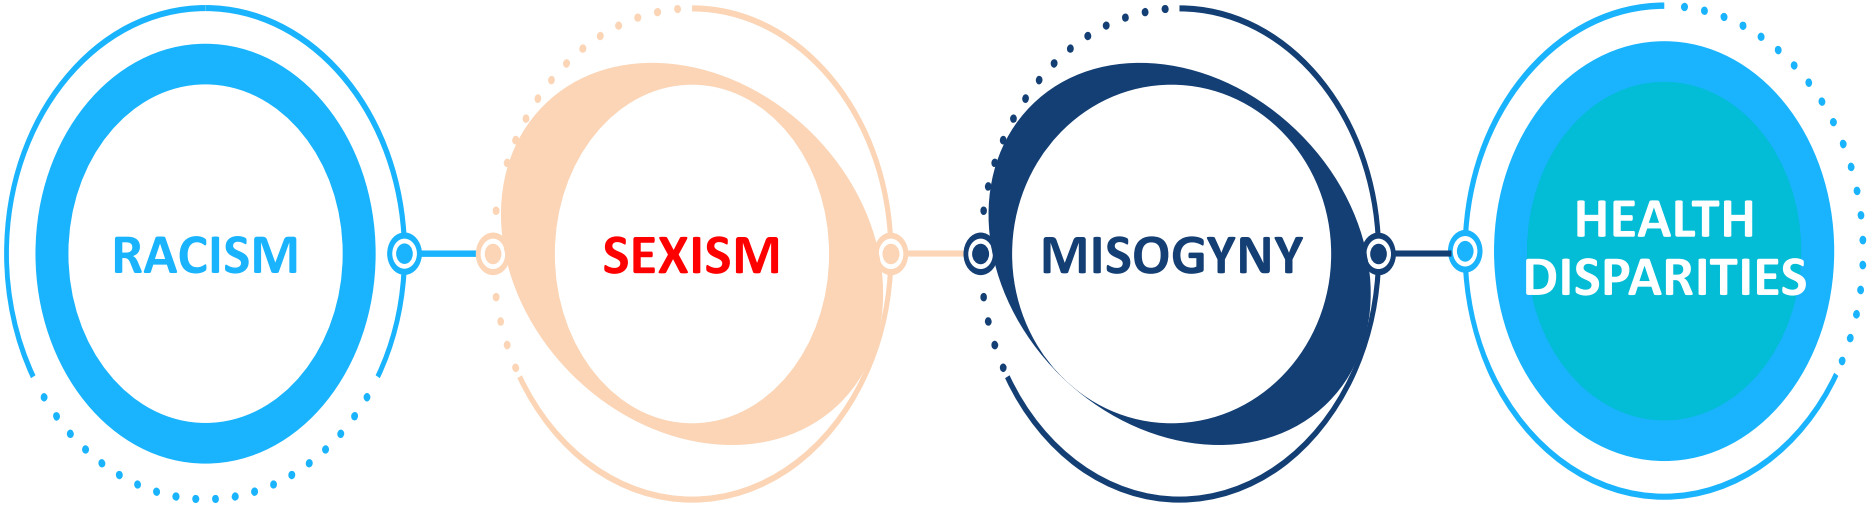 RACISM
SEXISM
MISOGYNY
HEALTH
DISPARITIES